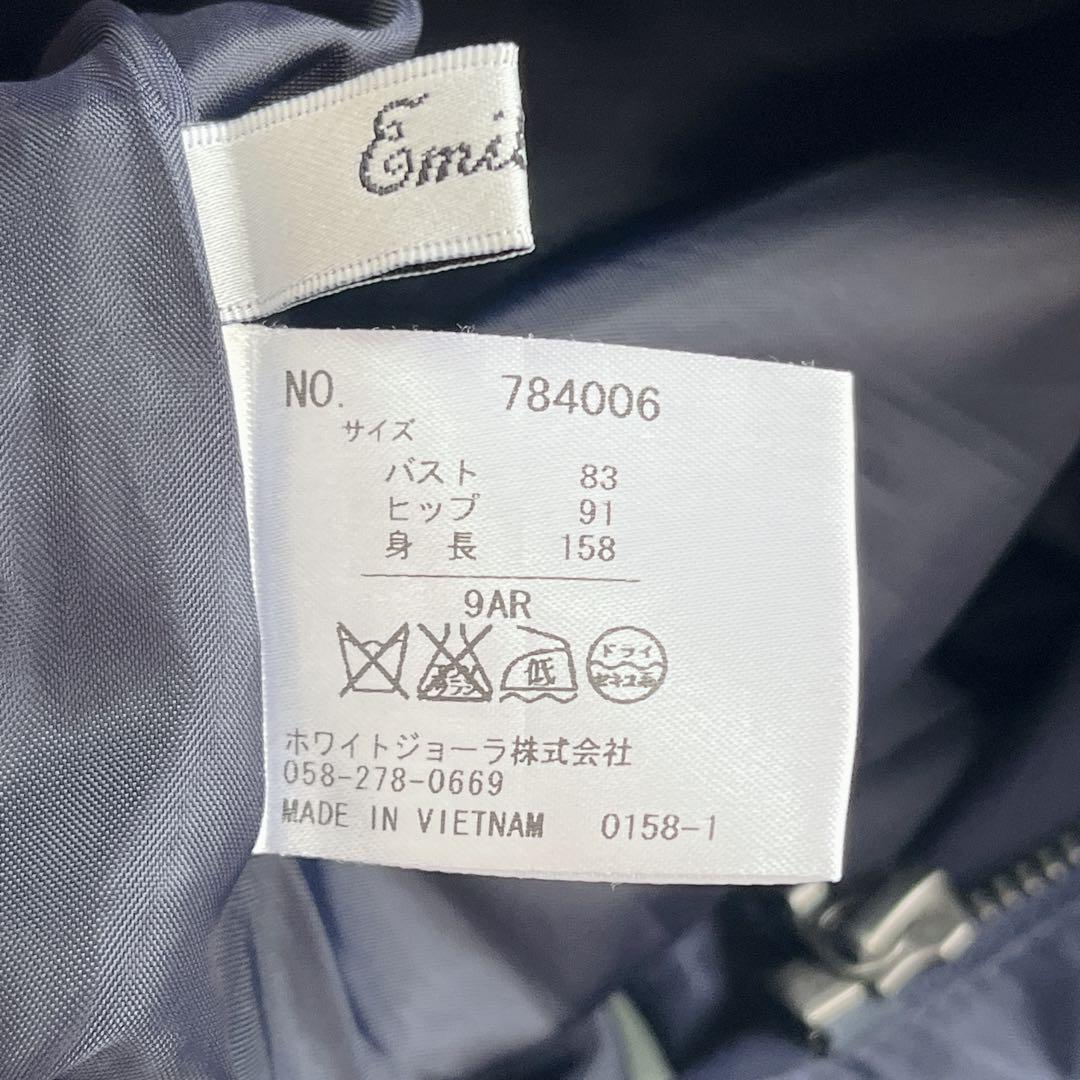 Emi
NO. 784006
サイズ
バスト 83
ヒップ 91
身 長 158
9AR
低
ドライ
ホワイトジョーラ株式会社
058-278-0669
MADE IN VIETNAM 0158-1